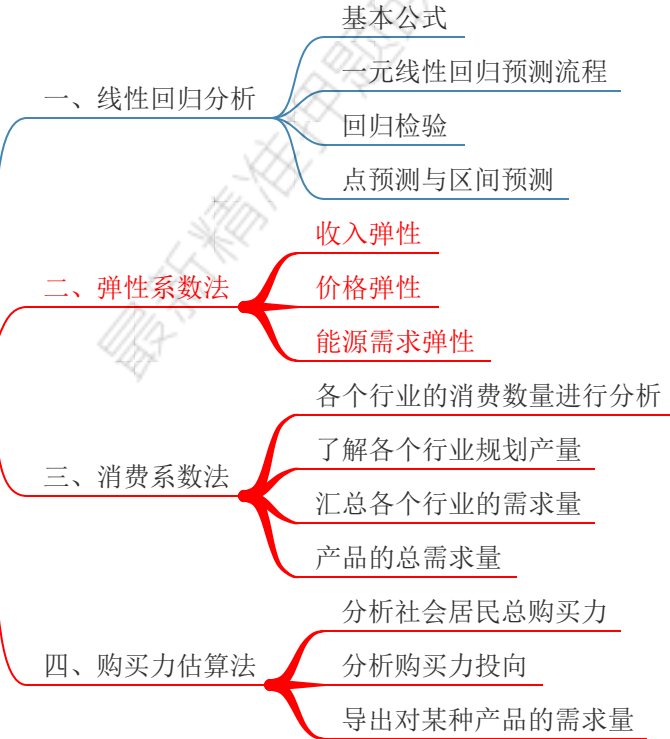 基本公式
一元线性回归预测流程
一、线性回归分析
回归检验
点预测与区间预测
收入弹性
二、弹性系数法
价格弹性
能源需求弹性
各个行业的消费数量进行分析
了解各个行业规划产量
三、消费系数法
汇总各个行业的需求量
产品的总需求量
分析社会居民总购买力
四、购买力估算法
分析购买力投向
导出对某种产品的需求量
最新精准押题